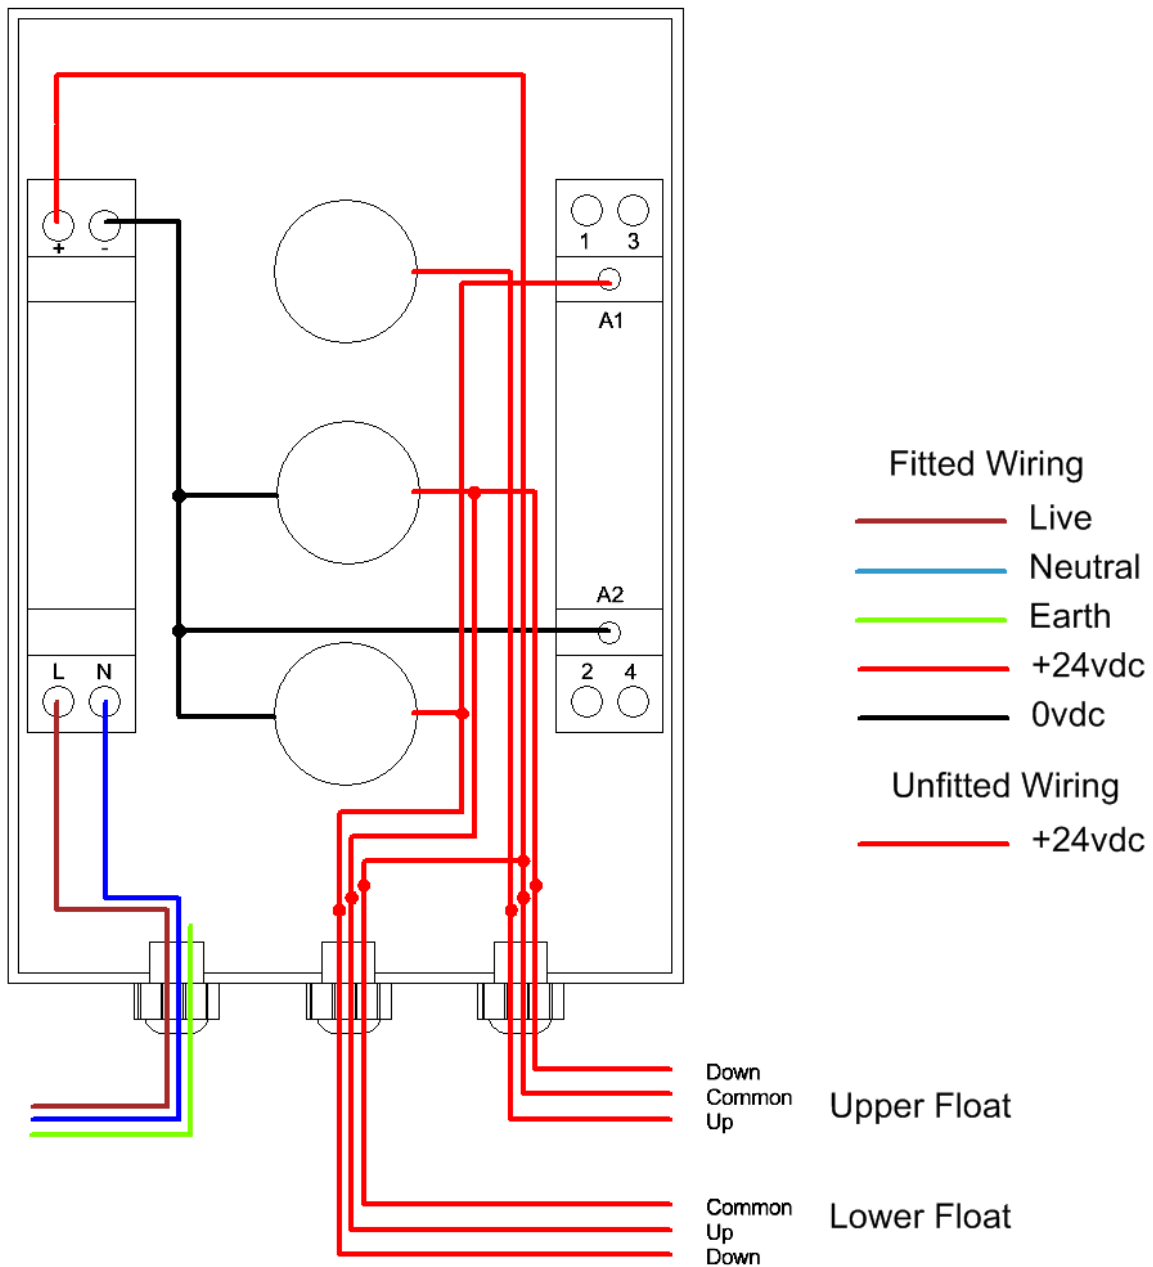 + -
1 3
A1
Fitted Wiring
Live
Neutral
Earth
+24vdc
0vdc
A2
L N
2 4
Unfitted Wiring
+24vdc
Down
Common
Up
Upper Float
Common
Up
Down
Lower Float